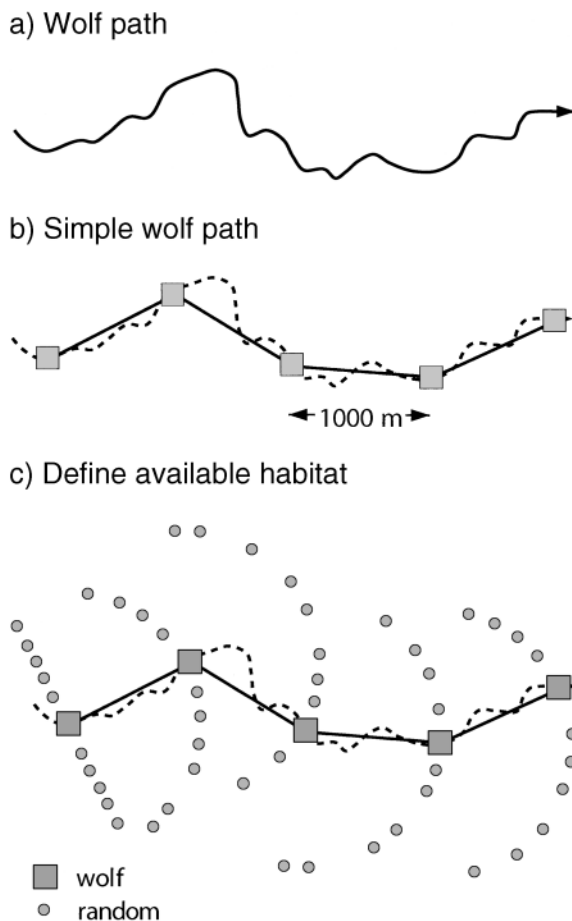 a) Wolf path
b) Simple wolf path
1000 m
c) Define available habitat
wolf
random